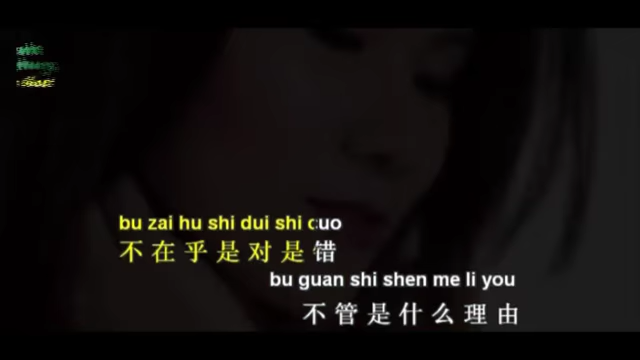 bu zai hu shi dui shi cuo
不在乎是对是错
bu guan shi shen me li you
不管是什么理由